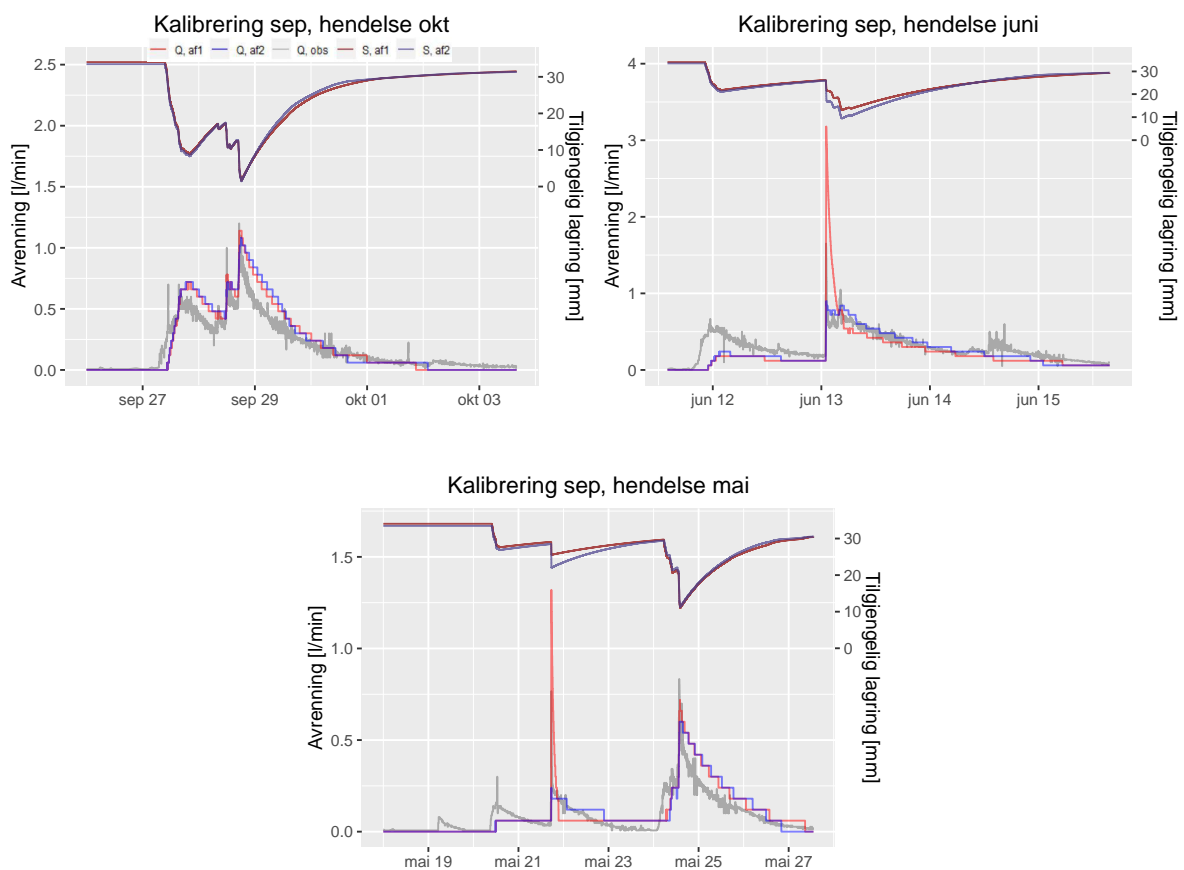 Kalibrering sep, hendelse okt
Q, af1 Q, af2 Q, obs S, af1 S, af2
2.5
2.0
1.5
1.0
0.5
0.0
Avrenning [l/min]
30
20
10
0
Tilgjengelig lagring [mm]
sep 27 sep 29 okt 01 okt 03
Kalibrering sep, hendelse juni
4
3
2
1
0
Avrenning [l/min]
30
20
10
0
Tilgjengelig lagring [mm]
jun 12 jun 13 jun 14 jun 15
Kalibrering sep, hendelse mai
1.5
1.0
0.5
0.0
Avrenning [l/min]
30
20
10
0
Tilgjengelig lagring [mm]
mai 19 mai 21 mai 23 mai 25 mai 27